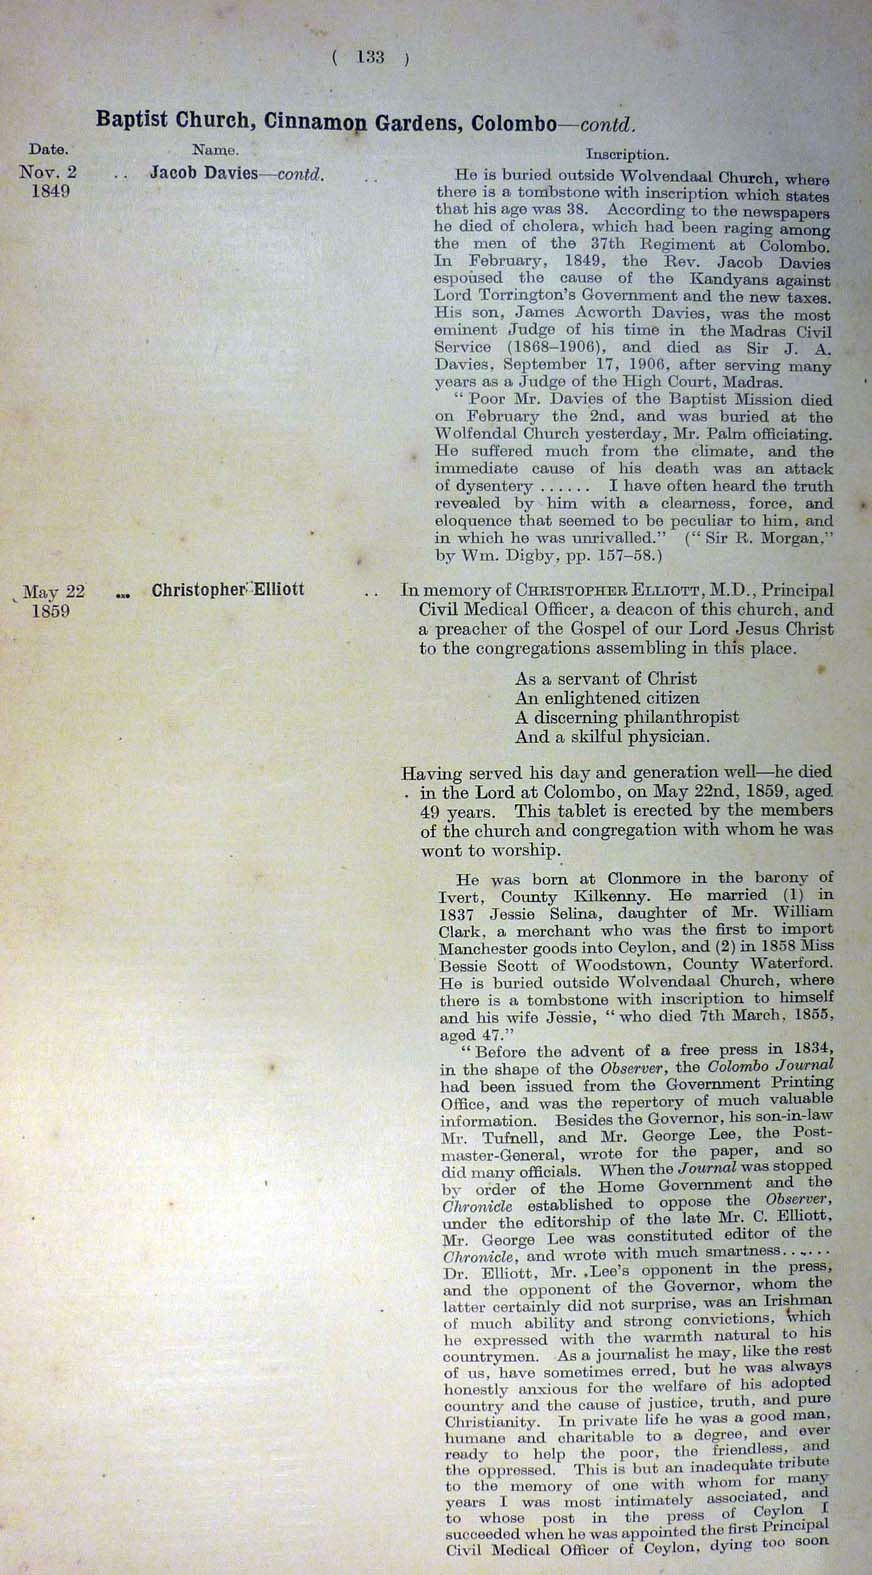 ( 133 )
Baptist Church, Cinnamon Gardens, Colombo—contd.
Date. Name. Inscription.
Nov. 2 .. Jacob Davies—contd. ..
1849
He is buried outside Wolvendaal Church, where
there is a tombstone with inscription which states
that his age was 38. According to the newspapers
he died of cholera, which had been raging among
the men of the 37th Regiment at Colombo.
In February, 1849, the Rev. Jacob Davies
espoused the cause of the Kandyans against
Lord Torrington's Government and the new taxes.
His son, James Acworth Davies, was the most
eminent Judge of his time in the Madras Civil
Service (1868–1906), and died as Sir J. A.
Davies, September 17, 1906, after serving many
years as a Judge of the High Court, Madras.
“ Poor Mr. Davies of the Baptist Mission died
on February the 2nd, and was buried at the
Wolfendal Church yesterday, Mr. Palm officiating.
He suffered much from the climate, and the
immediate cause of his death was an attack
of dysentery ...... I have often heard the truth
revealed by him with a clearness, force, and
eloquence that seemed to be peculiar to him, and
in which he was unrivalled.” (“ Sir R. Morgan,”
by Wm. Digby, pp. 157–58.)
May 22 ... Christopher Elliott ..
1859
In memory of CHRISTOPHER ELLIOTT, M.D., Principal
Civil Medical Officer, a deacon of this church, and
a preacher of the Gospel of our Lord Jesus Christ
to the congregations assembling in this place.
As a servant of Christ
An enlightened citizen
A discerning philanthropist
And a skilful physician.
Having served his day and generation well—he died
in the Lord at Colombo, on May 22nd, 1859, aged
49 years. This tablet is erected by the members
of the church and congregation with whom he was
wont to worship.
He was born at Clonmore in the barony of
Ivert, County Kilkenny. He married (1) in
1837 Jessie Selina, daughter of Mr. William
Clark, a merchant who was the first to import
Manchester goods into Ceylon, and (2) in 1858 Miss
Bessie Scott of Woodstown, County Waterford.
He is buried outside Wolvendaal Church, where
there is a tombstone with inscription to himself
and his wife Jessie, “ who died 7th March, 1855,
aged 47.”
“ Before the advent of a free press in 1834,
in the shape of the Observer, the Colombo Journal
had been issued from the Government Printing
Office, and was the repertory of much valuable
information. Besides the Governor, his son-in-law
Mr. Tufnell, and Mr. George Lee, the Post-
master-General, wrote for the paper, and so
did many officials. When the Journal was stopped
by order of the Home Government and the
Chronicle established to oppose the Observer,
under the editorship of the late Mr. C. Elliott,
Mr. George Lee was constituted editor of the
Chronicle, and wrote with much smartness......
Dr. Elliott, Mr. Lee's opponent in the press,
and the opponent of the Governor, whom the
latter certainly did not surprise, was an Irishman
of much ability and strong convictions, which
he expressed with the warmth natural to his
countrymen. As a journalist he may, like the rest
of us, have sometimes erred, but he was always
honestly anxious for the welfare of his adopted
country and the cause of justice, truth, and pure
Christianity. In private life he was a good man,
humane and charitable to a degree, and ever
ready to help the poor, the friendless, and
the oppressed. This is but an inadequate tribute
to the memory of one with whom for many
years I was most intimately associated, and
to whose post in the press of Ceylon I
succeeded when he was appointed the first Principal
Civil Medical Officer of Ceylon, dying too soon